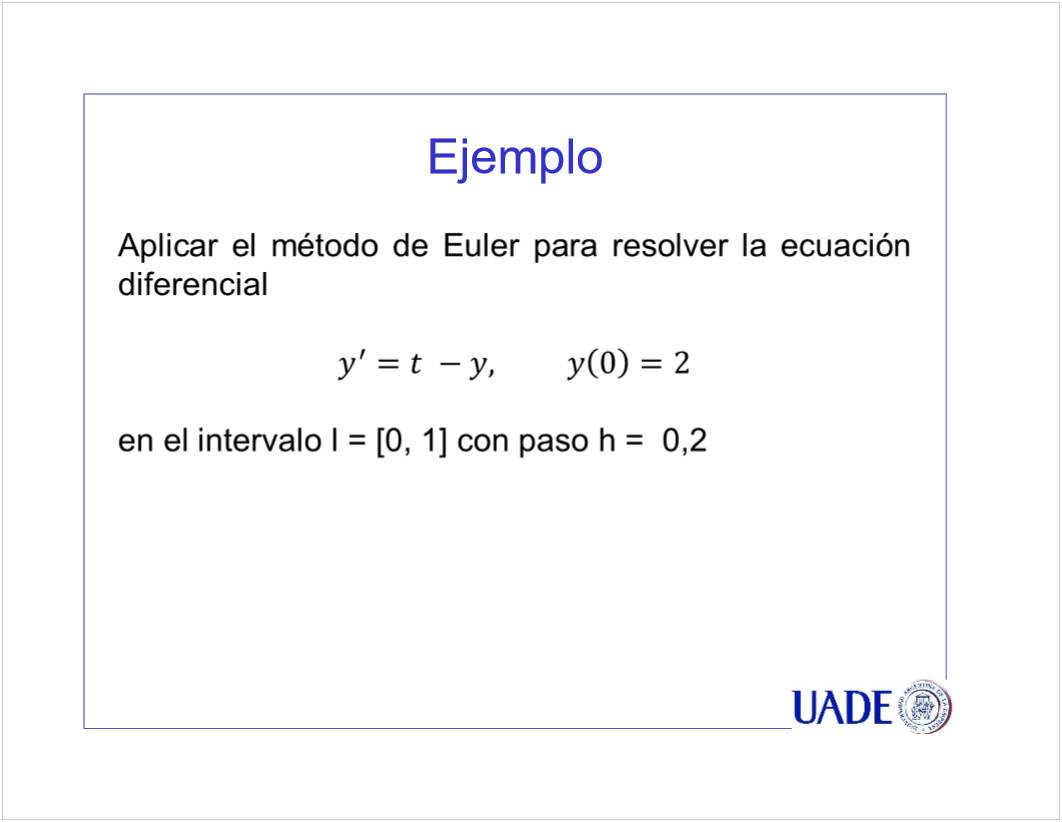 Ejemplo
Aplicar el método de Euler para resolver la ecuación
diferencial
y′ = t − y, y(0) = 2
en el intervalo I = [0, 1] con paso h = 0,2
UADE